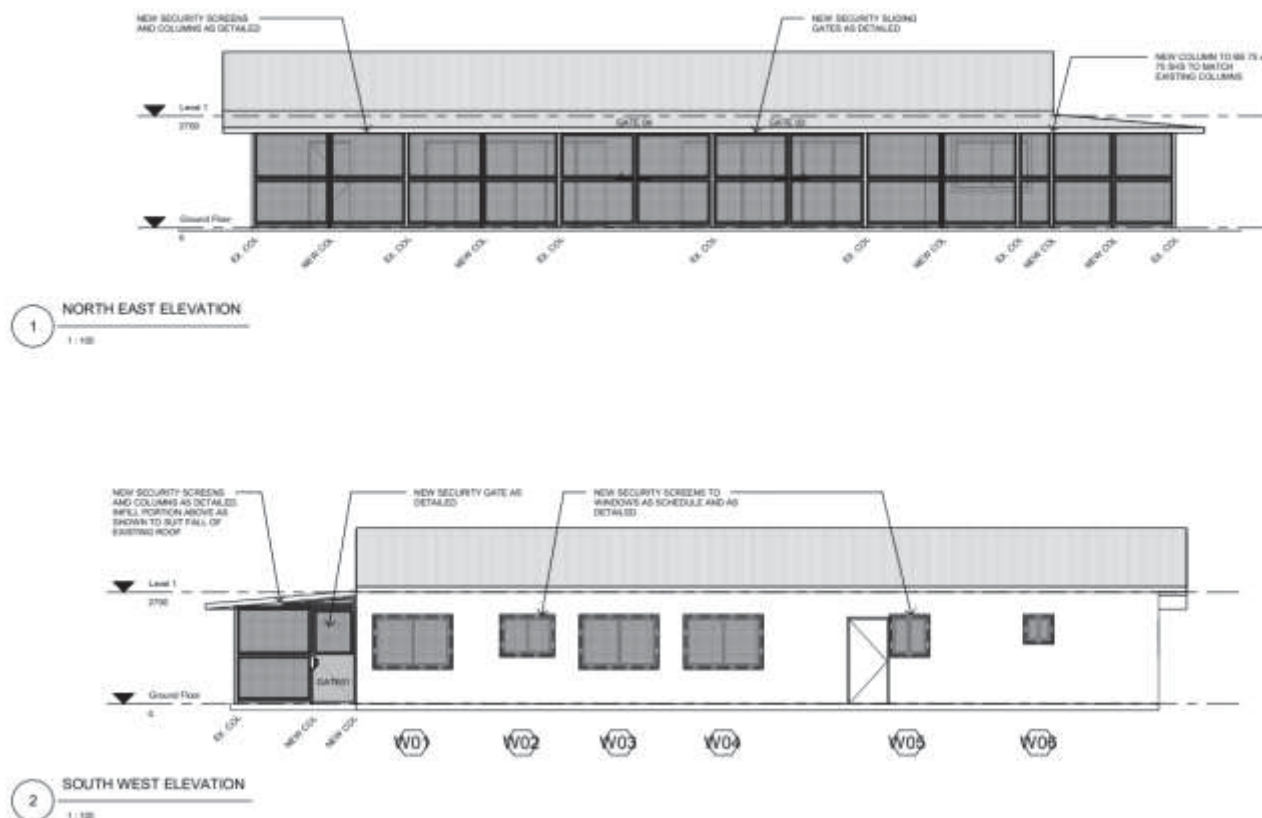 NEW SECURITY SCREENS
AND COLUMNS AS DETAILED
NEW SECURITY SLIDING
GATES AS DETAILED
NEW COLUMN TO BE 75 x
75 SHS TO MATCH
EXISTING COLUMNS
Level 1
2700
GATE
GATE
Ground Floor
0
EX. COL
NEW COL
EX. COL
NEW COL
EX. COL
EX. COL
EX. COL
NEW COL
EX. COL
NEW COL
NEW COL
EX. COL
1
NORTH EAST ELEVATION
1 : 100
NEW SECURITY SCREENS
AND COLUMNS AS DETAILED.
INFILL PORTION ABOVE AS
SHOWN TO SUIT FALL OF
EXISTING ROOF
NEW SECURITY GATE AS
DETAILED
NEW SECURITY SCREENS TO
WINDOWS AS SCHEDULE AND AS
DETAILED
Level 1
2700
GATE01
Ground Floor
0
EX. COL
NEW COL
NEW COL
W01
W02
W03
W04
W05
W06
2
SOUTH WEST ELEVATION
1 : 100